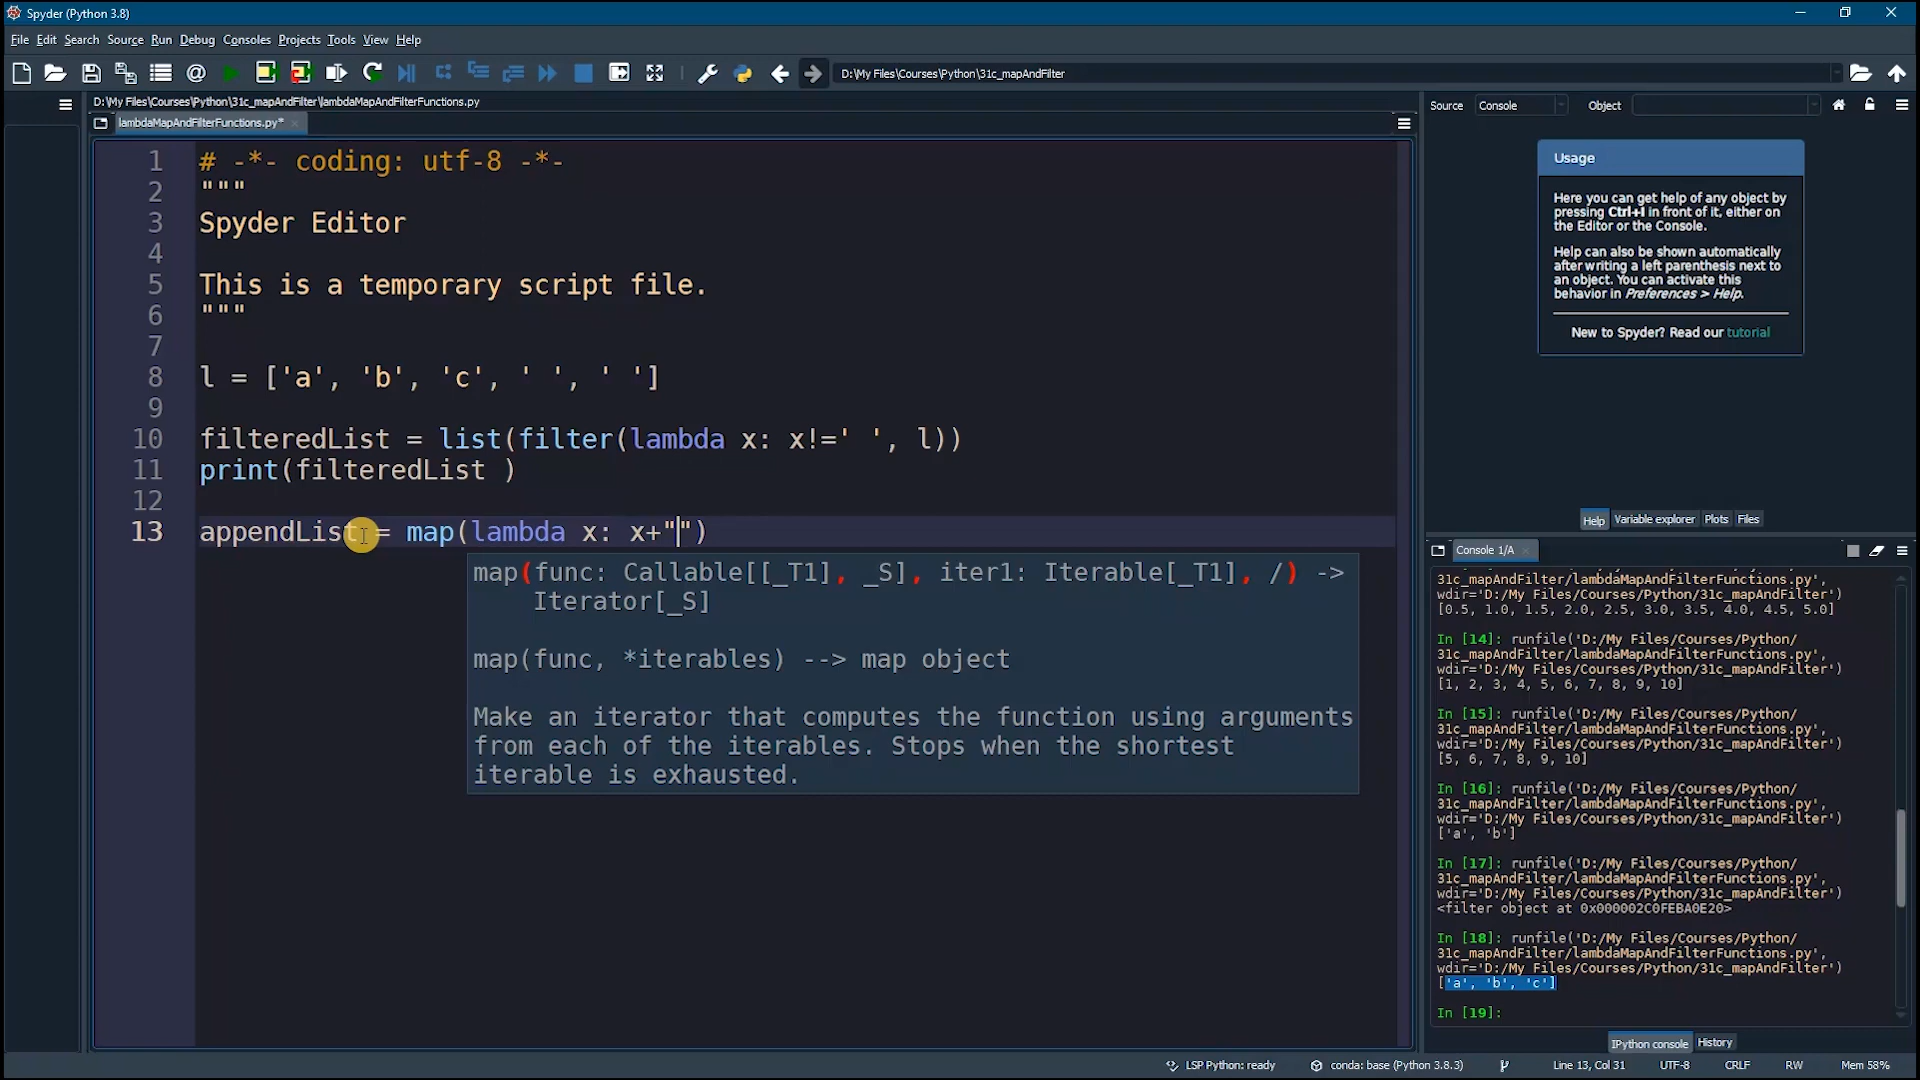 Spyder (Python 3.8)
File Edit Search Source Run Debug Consoles Projects Tools View Help
D:\My Files\Courses\Python\31c_mapAndFilter
D:\My Files\Courses\Python\31c_mapAndFilter\lambdaMapAndFilterFunctions.py
lambdaMapAndFilterFunctions.py*
1 # -*- coding: utf-8 -*-
2 """
3 Spyder Editor
4
5 This is a temporary script file.
6 """
7
8 l = ['a', 'b', 'c', ' ', ' ']
9
10 filteredList = list(filter(lambda x: x!=' ', l))
11 print(filteredList )
12
13 appendList = map(lambda x: x+"")
map(func: Callable[[_T1], _S], iter1: Iterable[_T1], /) ->
Iterator[_S]
map(func, *iterables) --> map object
Make an iterator that computes the function using arguments
from each of the iterables. Stops when the shortest
iterable is exhausted.
Source Console Object
Usage
Here you can get help of any object by
pressing Ctrl+I in front of it, either on
the Editor or the Console.
Help can also be shown automatically
after writing a left parenthesis next to
an object. You can activate this
behavior in Preferences > Help.
New to Spyder? Read our tutorial
Help Variable explorer Plots Files
Console 1/A
31c_mapAndFilter/lambdaMapAndFilterFunctions.py',
wdir='D:/My Files/Courses/Python/31c_mapAndFilter')
[0.5, 1.0, 1.5, 2.0, 2.5, 3.0, 3.5, 4.0, 4.5, 5.0]
In [14]: runfile('D:/My Files/Courses/Python/
31c_mapAndFilter/lambdaMapAndFilterFunctions.py',
wdir='D:/My Files/Courses/Python/31c_mapAndFilter')
[1, 2, 3, 4, 5, 6, 7, 8, 9, 10]
In [15]: runfile('D:/My Files/Courses/Python/
31c_mapAndFilter/lambdaMapAndFilterFunctions.py',
wdir='D:/My Files/Courses/Python/31c_mapAndFilter')
[5, 6, 7, 8, 9, 10]
In [16]: runfile('D:/My Files/Courses/Python/
31c_mapAndFilter/lambdaMapAndFilterFunctions.py',
wdir='D:/My Files/Courses/Python/31c_mapAndFilter')
['a', 'b']
In [17]: runfile('D:/My Files/Courses/Python/
31c_mapAndFilter/lambdaMapAndFilterFunctions.py',
wdir='D:/My Files/Courses/Python/31c_mapAndFilter')
<filter object at 0x000002C0FEBA0E20>
In [18]: runfile('D:/My Files/Courses/Python/
31c_mapAndFilter/lambdaMapAndFilterFunctions.py',
wdir='D:/My Files/Courses/Python/31c_mapAndFilter')
['a', 'b', 'c']
In [19]:
IPython console History
LSP Python: ready conda: base (Python 3.8.3) Line 13, Col 31 UTF-8 CRLF RW Mem 58%